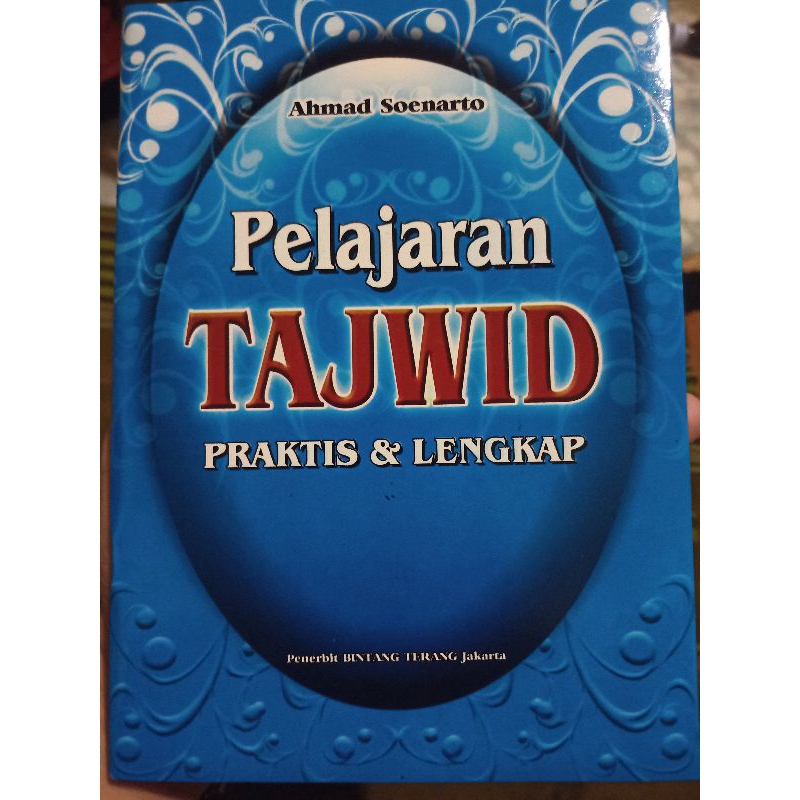 Ahmad Soenarto
Pelajaran
TAJWID
PRAKTIS & LENGKAP
Penerbit BINTANG TERANG Jakarta